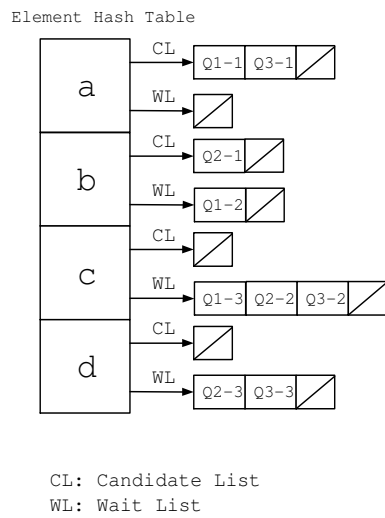 Element Hash Table
a
CL
Q1-1 Q3-1
WL
b
CL
Q2-1
WL
Q1-2
c
CL
WL
Q1-3 Q2-2 Q3-2
d
CL
WL
Q2-3 Q3-3
CL: Candidate List
WL: Wait List